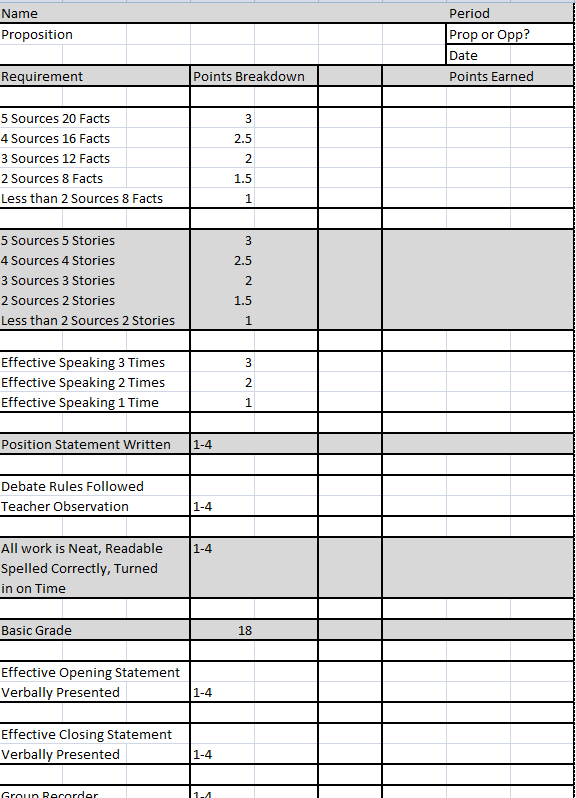 Name Period
Proposition Prop or Opp?
Date
Requirement Points Breakdown Points Earned
5 Sources 20 Facts 3
4 Sources 16 Facts 2.5
3 Sources 12 Facts 2
2 Sources 8 Facts 1.5
Less than 2 Sources 8 Facts 1
5 Sources 5 Stories 3
4 Sources 4 Stories 2.5
3 Sources 3 Stories 2
2 Sources 2 Stories 1.5
Less than 2 Sources 2 Stories 1
Effective Speaking 3 Times 3
Effective Speaking 2 Times 2
Effective Speaking 1 Time 1
Position Statement Written 1-4
Debate Rules Followed
Teacher Observation 1-4
All work is Neat, Readable 1-4
Spelled Correctly, Turned
in on Time
Basic Grade 18
Effective Opening Statement
Verbally Presented 1-4
Effective Closing Statement
Verbally Presented 1-4
Group Recorder 1-4